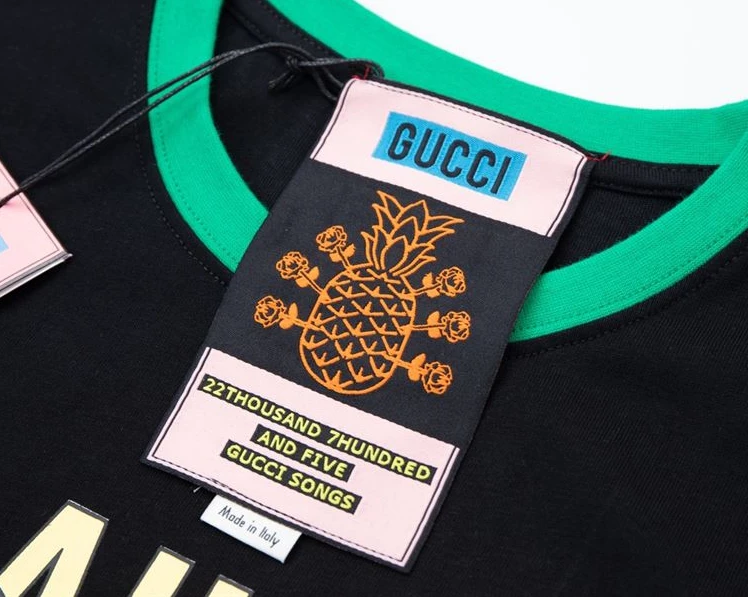 GUCCI
22THOUSAND 7HUNDRED
AND FIVE
GUCCI SONGS
Made in Italy